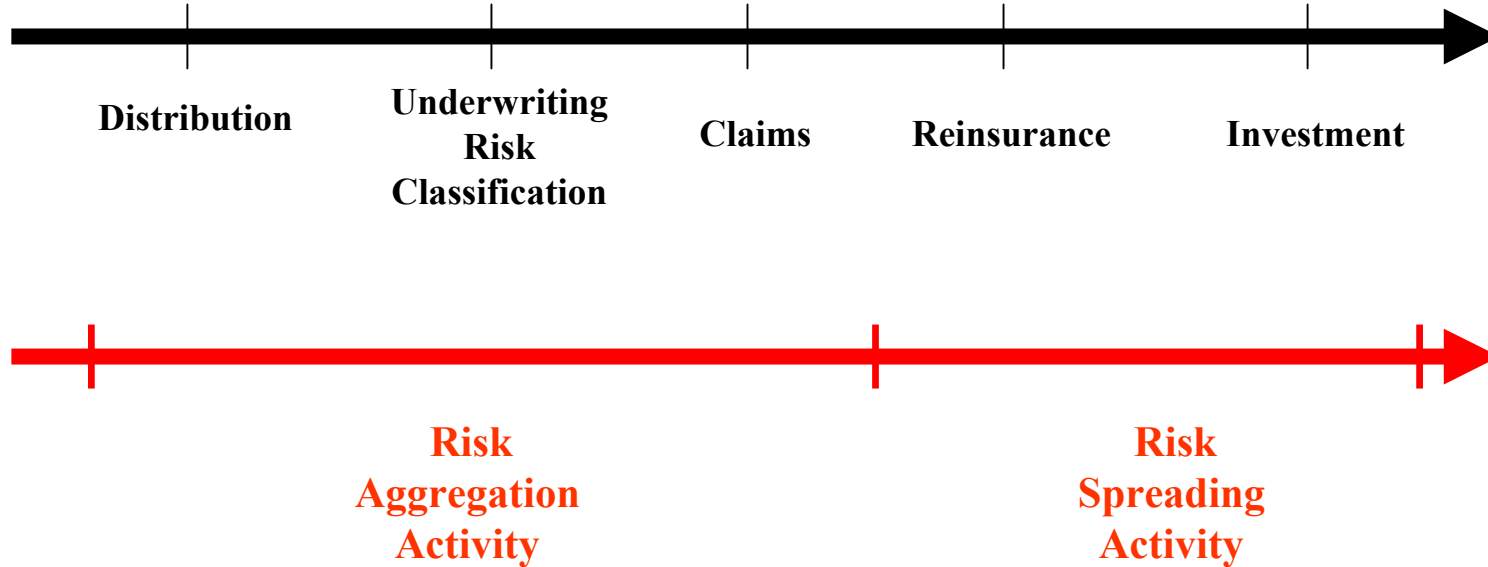 Distribution
Underwriting
Risk
Classification
Claims
Reinsurance
Investment
Risk
Aggregation
Activity
Risk
Spreading
Activity